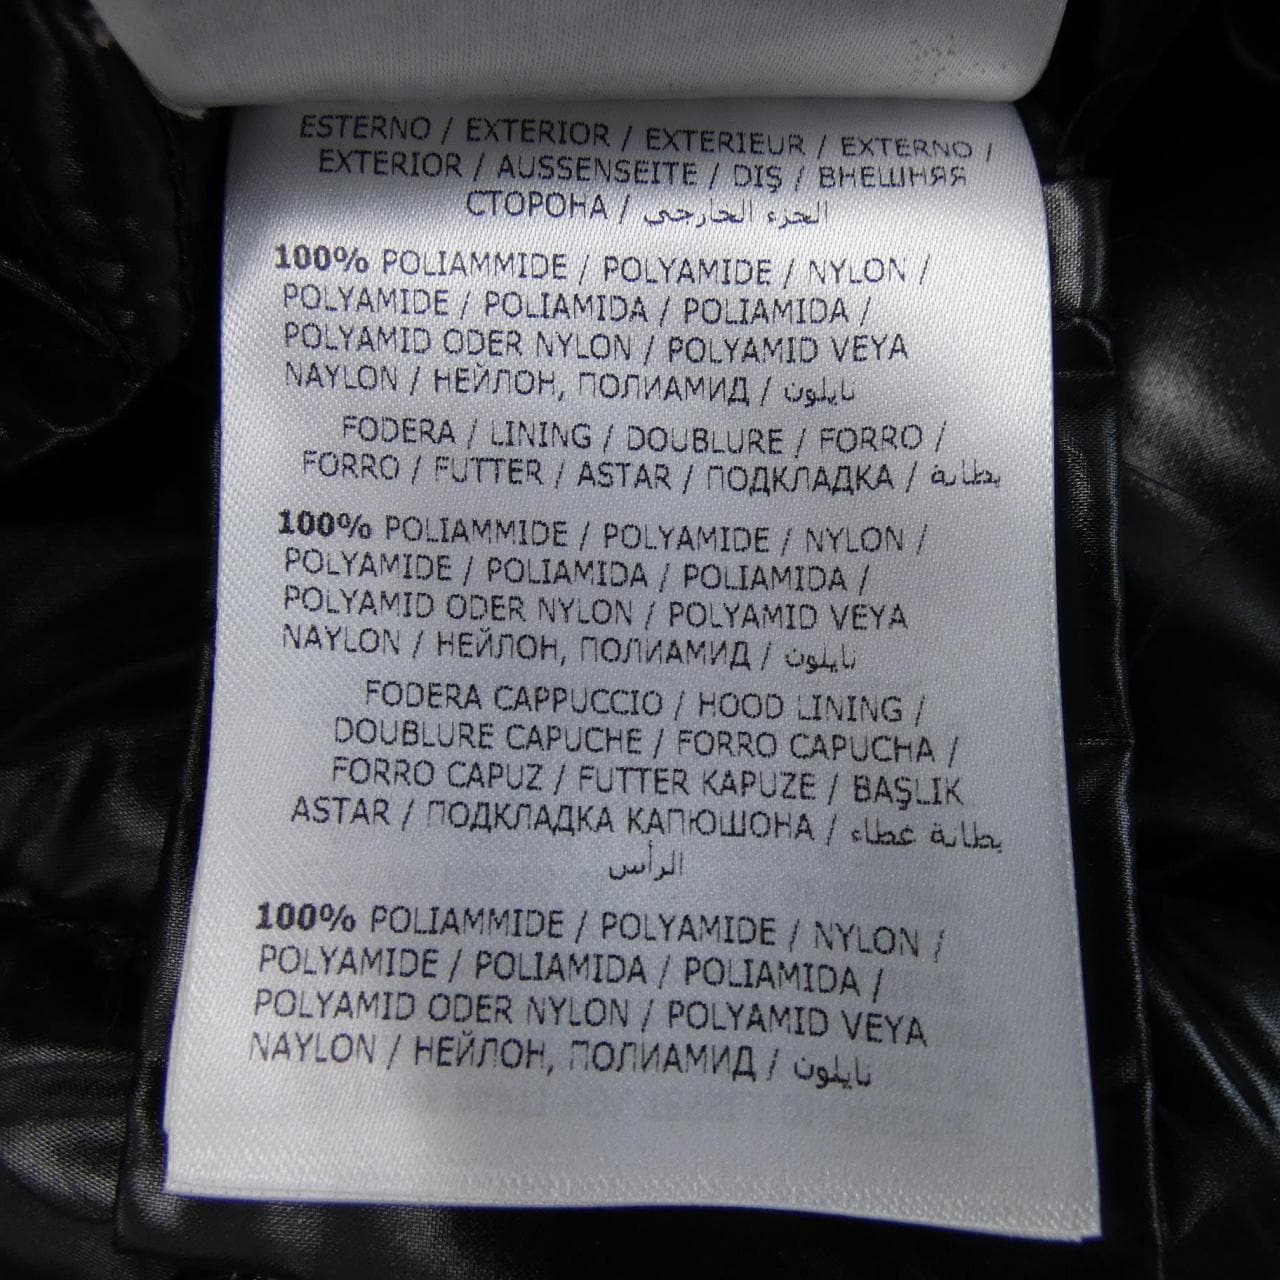 ESTERNO / EXTERIOR / EXTERIEUR / EXTERNO /
EXTERIOR / AUSSENSEITE / DIŞ / ВНЕШНЯЯ
СТОРОНА / الجزء الخارجي
100% POLIAMMIDE / POLYAMIDE / NYLON /
POLYAMIDE / POLIAMIDA / POLIAMIDA /
POLYAMID ODER NYLON / POLYAMID VEYA
NAYLON / НЕЙЛОН, ПОЛИАМИД / نايلون
FODERA / LINING / DOUBLURE / FORRO /
FORRO / FUTTER / ASTAR / ПОДКЛАДКА / بطانة
100% POLIAMMIDE / POLYAMIDE / NYLON /
POLYAMIDE / POLIAMIDA / POLIAMIDA /
POLYAMID ODER NYLON / POLYAMID VEYA
NAYLON / НЕЙЛОН, ПОЛИАМИД / نايلون
FODERA CAPPUCCIO / HOOD LINING /
DOUBLURE CAPUCHE / FORRO CAPUCHA /
FORRO CAPUZ / FUTTER KAPUZE / BAŞLIK
ASTAR / ПОДКЛАДКА КАПЮШОНА / بطانة غطاء
الرأس
100% POLIAMMIDE / POLYAMIDE / NYLON /
POLYAMIDE / POLIAMIDA / POLIAMIDA /
POLYAMID ODER NYLON / POLYAMID VEYA
NAYLON / НЕЙЛОН, ПОЛИАМИД / نايلون